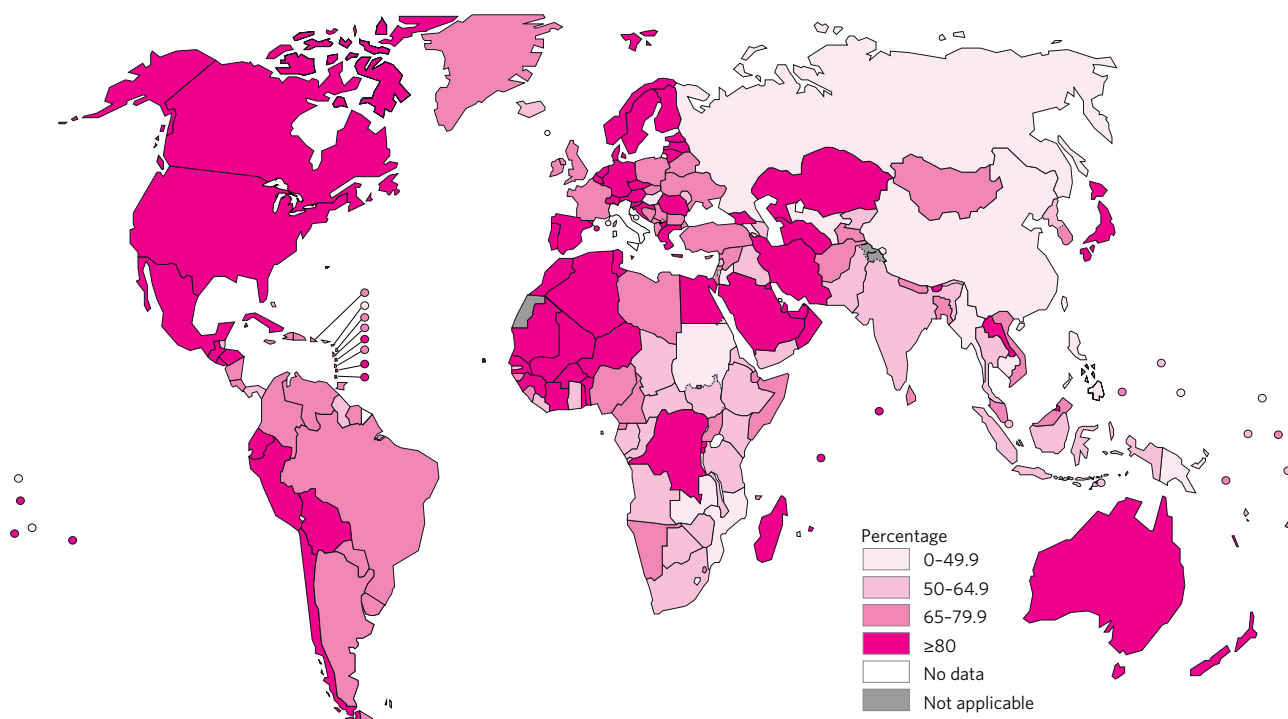 Percentage
0–49.9
50–64.9
65–79.9
≥80
No data
Not applicable